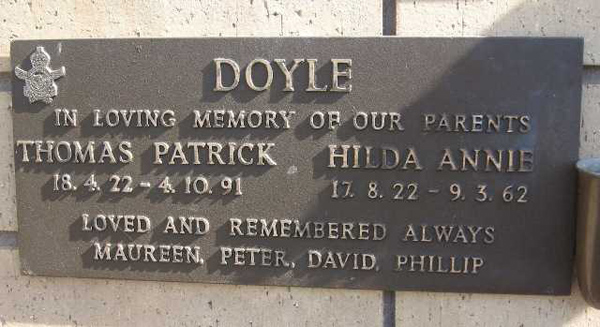 DOYLE
IN LOVING MEMORY OF OUR PARENTS
THOMAS PATRICK HILDA ANNIE
18.4.22 - 4.10.91 17.8.22 - 9.3.62
LOVED AND REMEMBERED ALWAYS
MAUREEN, PETER, DAVID, PHILLIP